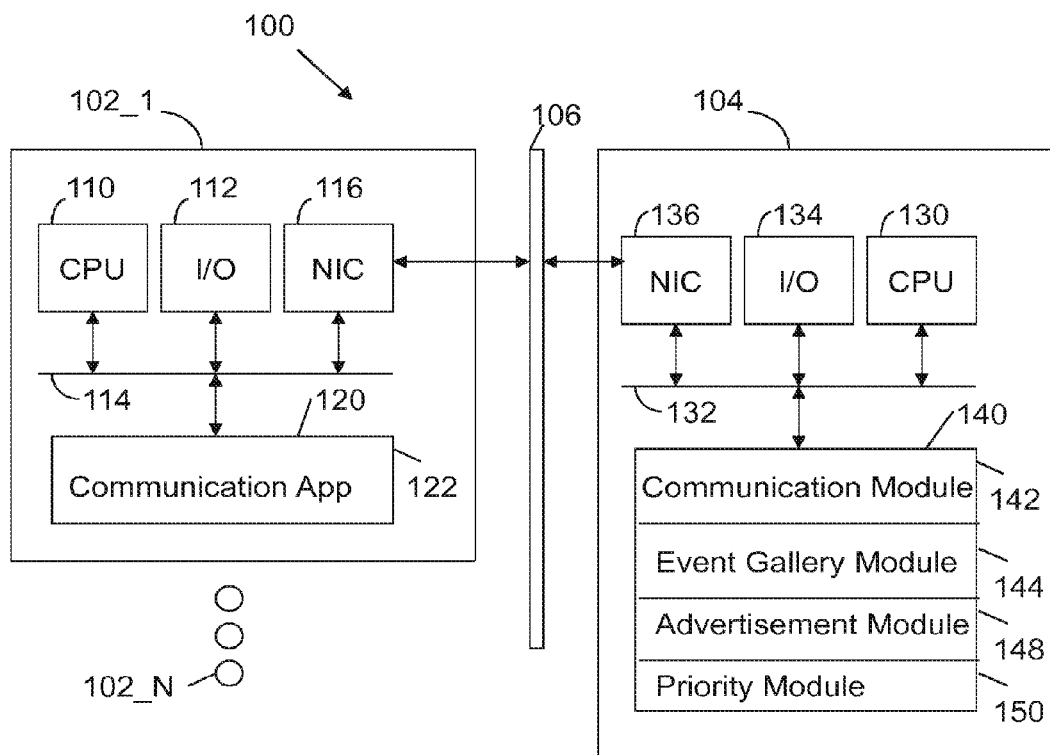 100
102_1
106
104
110
112
116
CPU
I/O
NIC
136
134
130
NIC
I/O
CPU
114
120
Communication App
122
132
140
Communication Module
142
Event Gallery Module
144
Advertisement Module
148
Priority Module
150
102_N